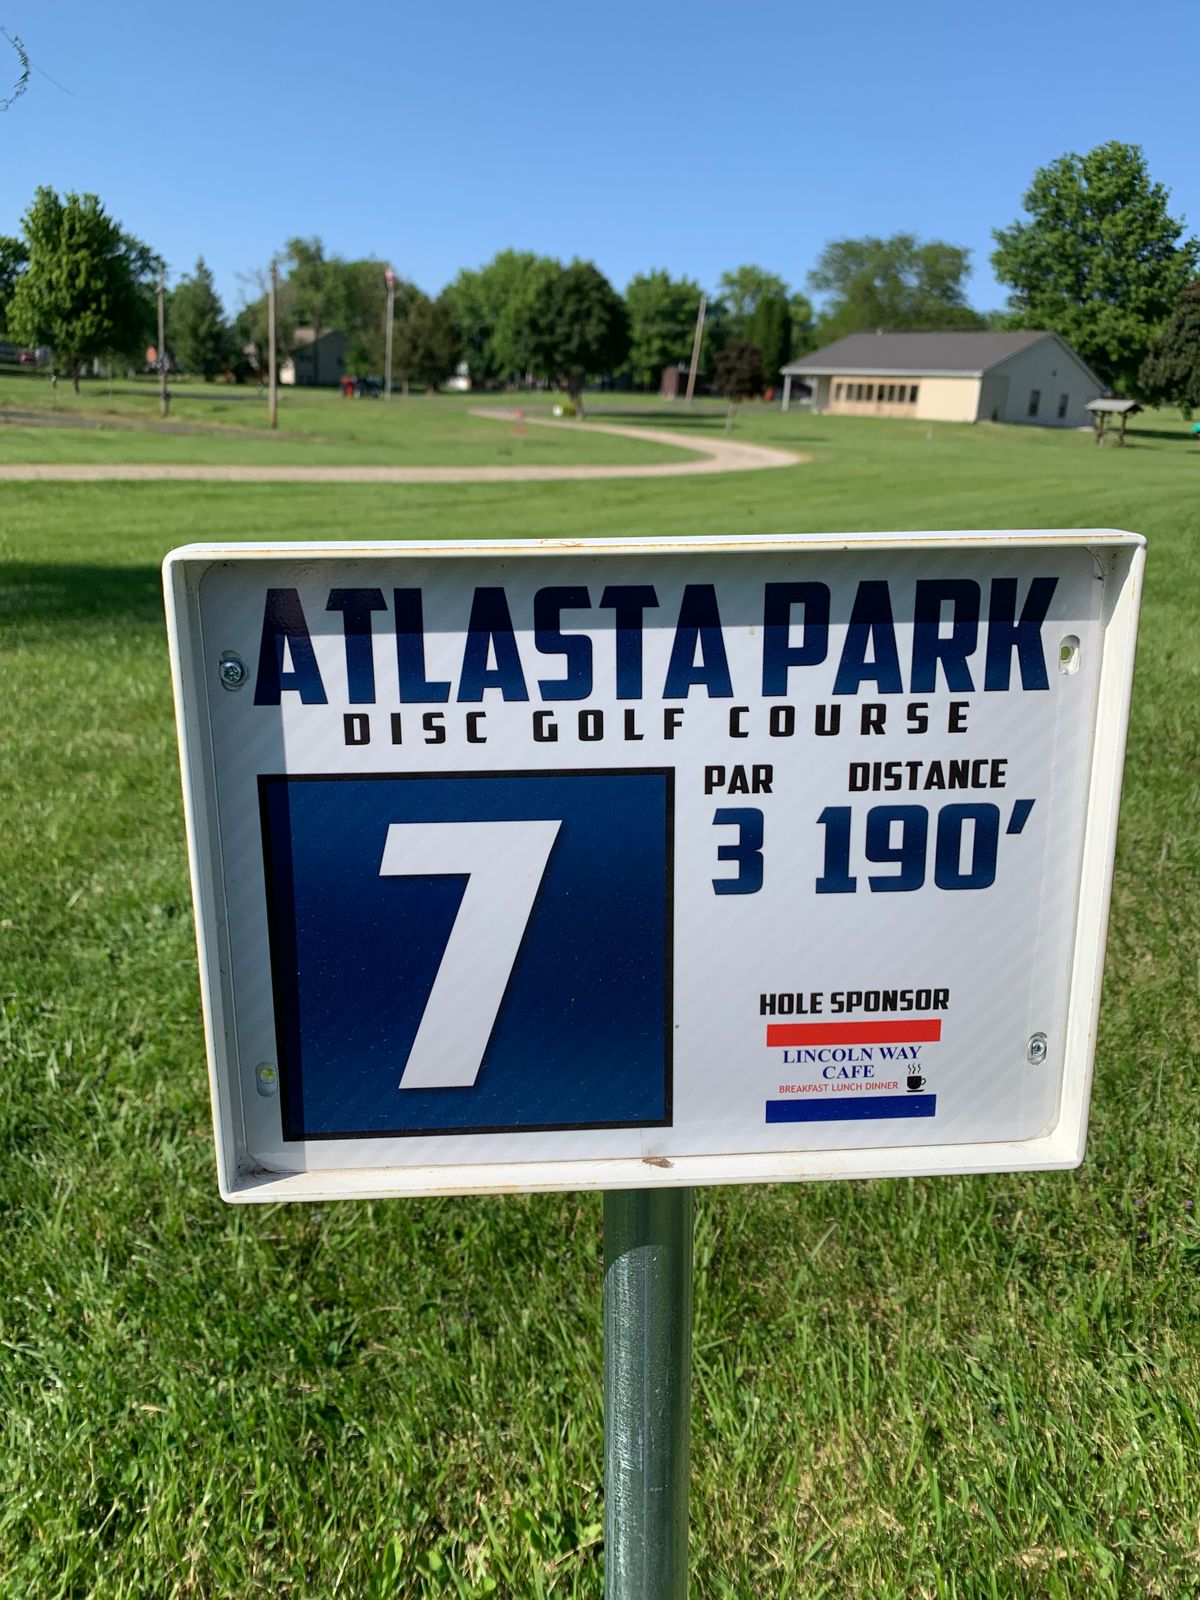 ATLASTA PARK
DISC GOLF COURSE
7
PAR DISTANCE
3 190'
HOLE SPONSOR
LINCOLN WAY
CAFE
BREAKFAST LUNCH DINNER